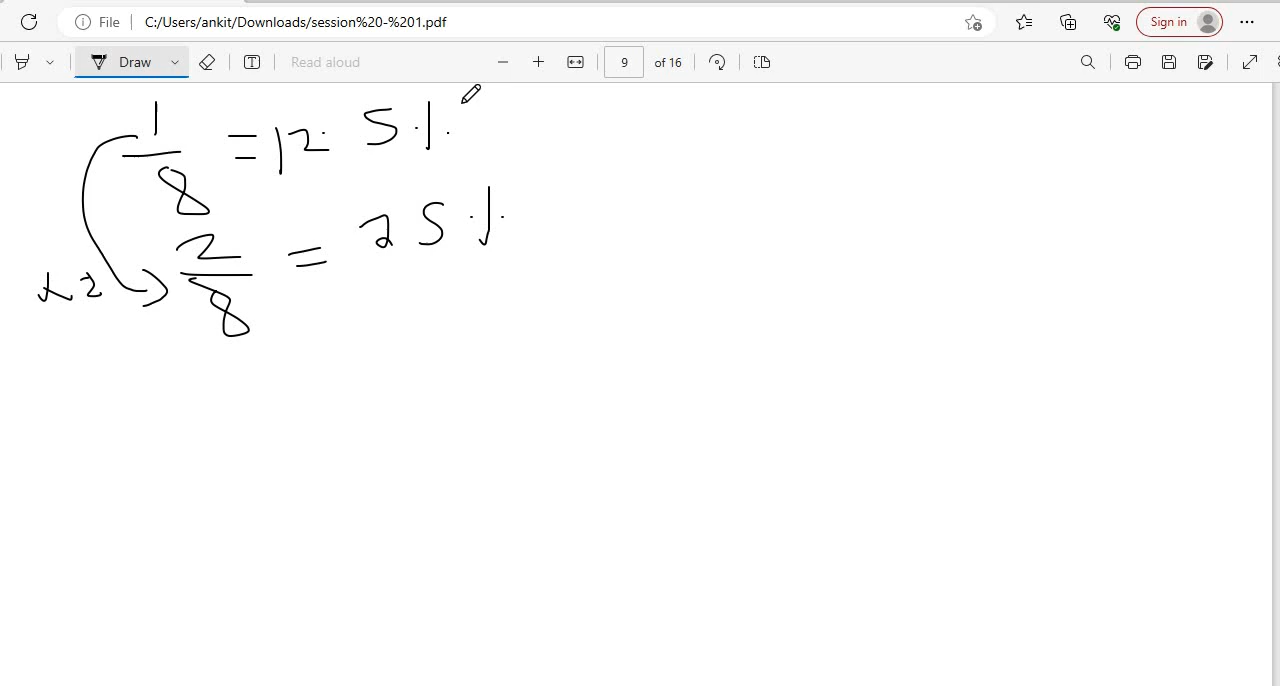 File C:/Users/ankit/Downloads/session%20-%201.pdf Sign in
Draw Read aloud 9 of 16
1/8 = 12.5%
×2 2/8 = 25%